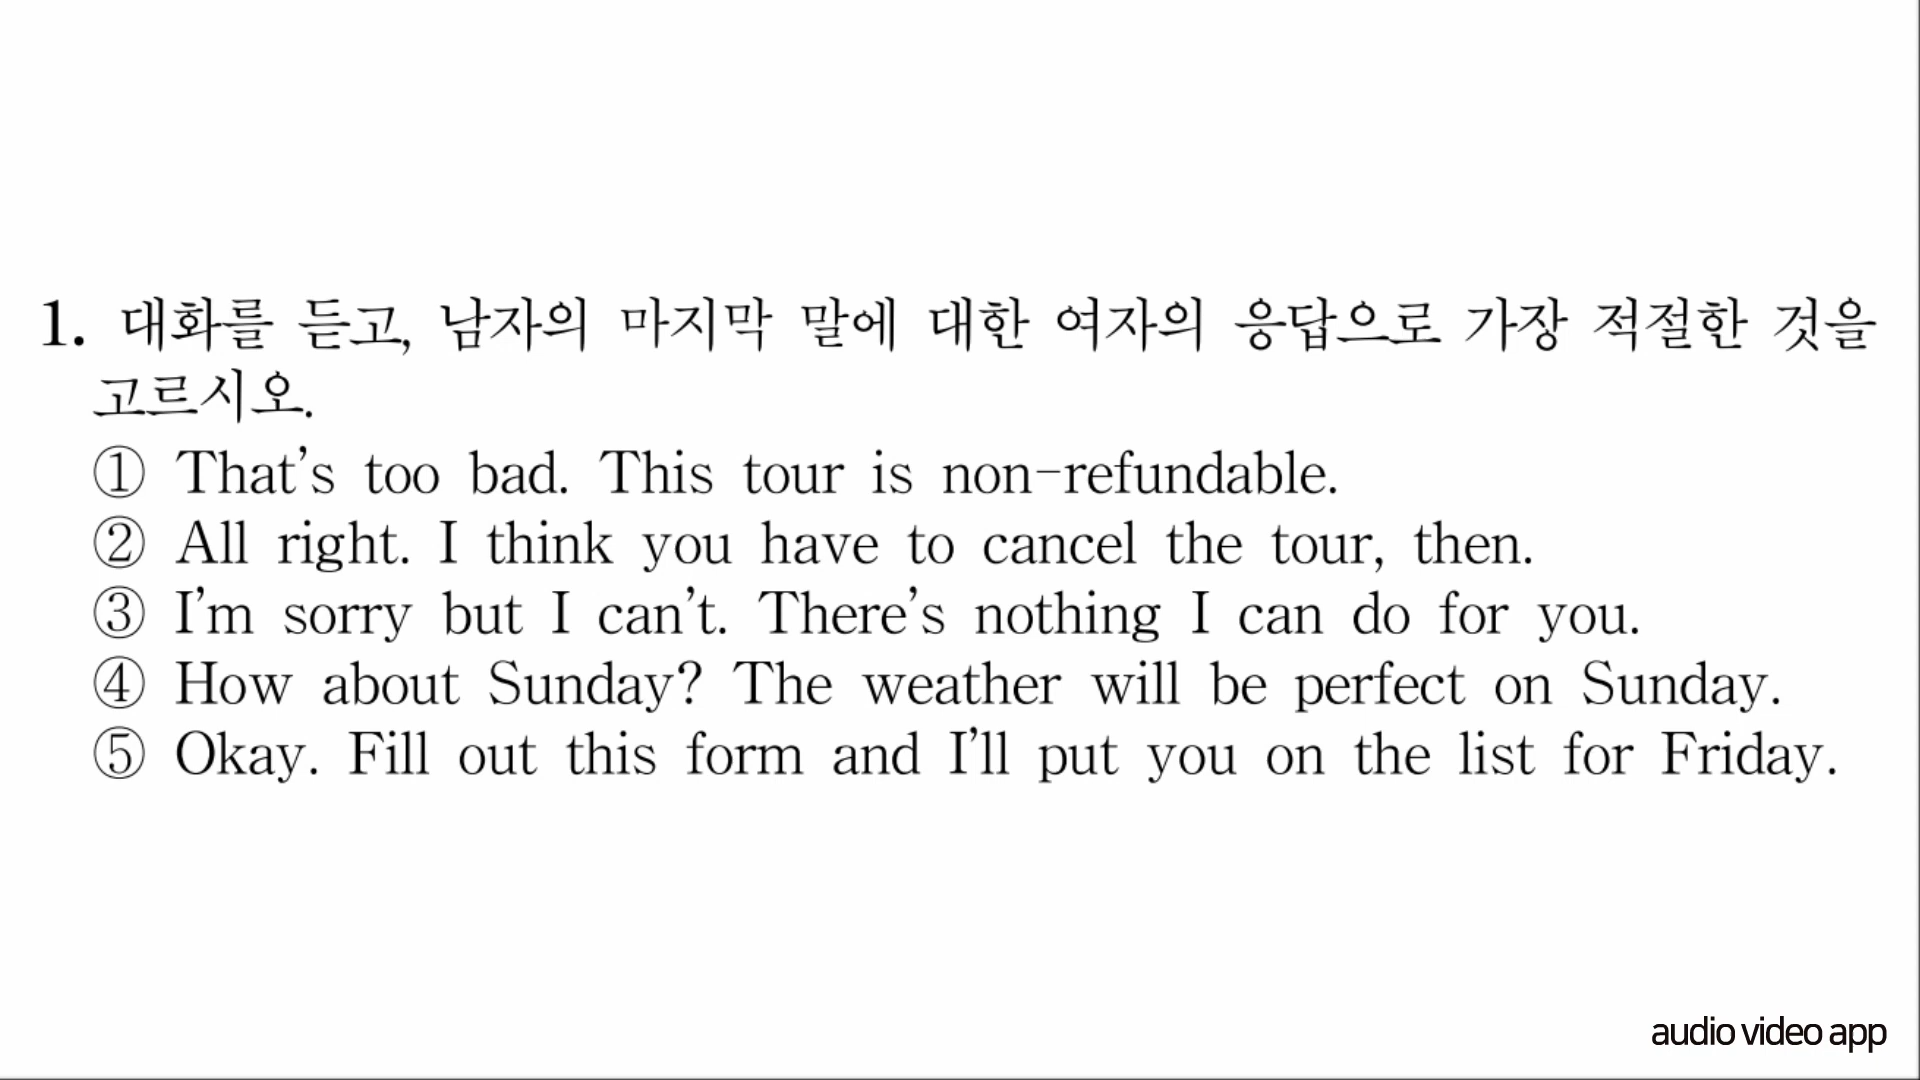 1. 대화를 듣고, 남자의 마지막 말에 대한 여자의 응답으로 가장 적절한 것을
고르시오.
① That's too bad. This tour is non-refundable.
② All right. I think you have to cancel the tour, then.
③ I'm sorry but I can't. There's nothing I can do for you.
④ How about Sunday? The weather will be perfect on Sunday.
⑤ Okay. Fill out this form and I'll put you on the list for Friday.
audio video app